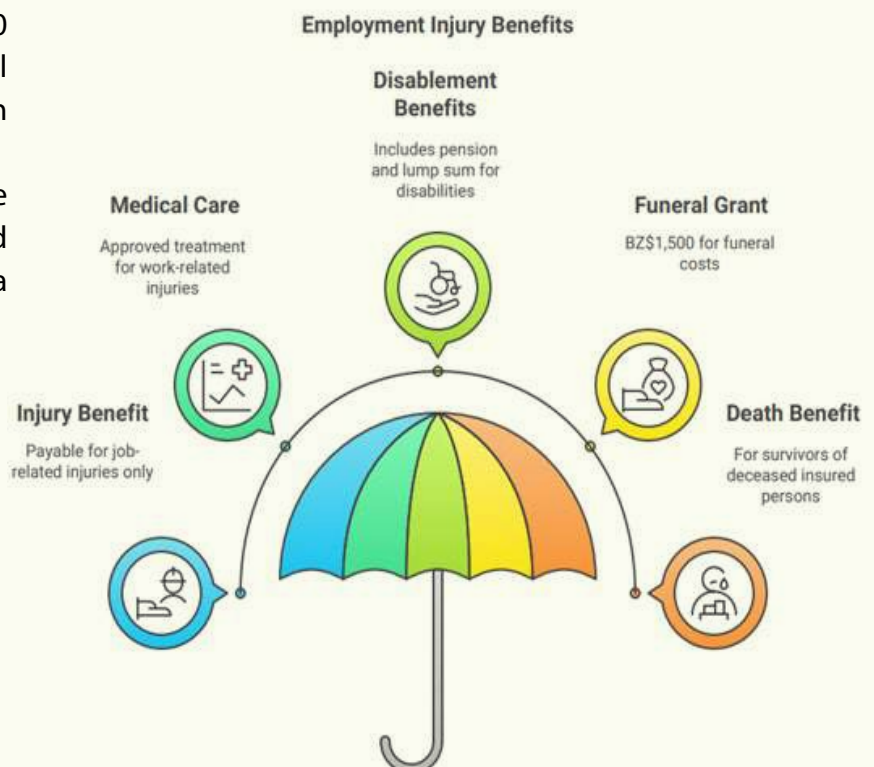 Employment Injury Benefits
Disablement
Benefits
Includes pension
and lump sum for
disabilities
Medical Care
Approved treatment
for work-related
injuries
Funeral Grant
BZ$1,500 for funeral
costs
Injury Benefit
Payable for job-
related injuries only
Death Benefit
For survivors of
deceased insured
persons